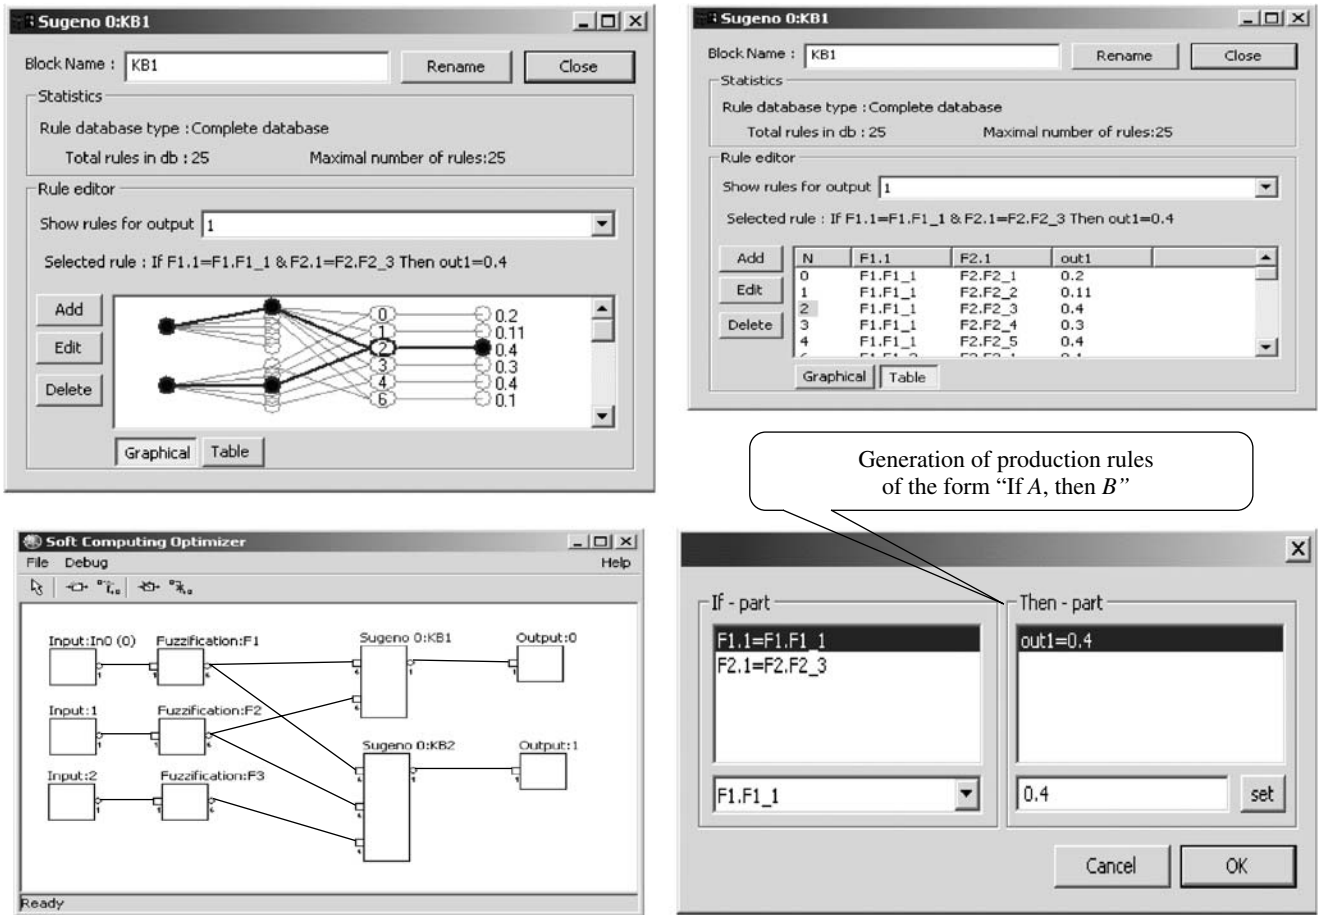 Sugeno 0:KB1
Block Name : KB1 Rename Close
Statistics
Rule database type : Complete database
Total rules in db : 25 Maximal number of rules:25
Rule editor
Show rules for output 1
Selected rule : If F1.1=F1.F1_1 & F2.1=F2.F2_3 Then out1=0.4
Add
Edit
Delete
0 0.2
1 0.11
2 0.4
3 0.3
4 0.4
6 0.1
Graphical Table
Sugeno 0:KB1
Block Name : KB1 Rename Close
Statistics
Rule database type : Complete database
Total rules in db : 25 Maximal number of rules:25
Rule editor
Show rules for output 1
Selected rule : If F1.1=F1.F1_1 & F2.1=F2.F2_3 Then out1=0.4
Add
Edit
Delete
N F1.1 F2.1 out1
0 F1.F1_1 F2.F2_1 0.2
1 F1.F1_1 F2.F2_2 0.11
2 F1.F1_1 F2.F2_3 0.4
3 F1.F1_1 F2.F2_4 0.3
4 F1.F1_1 F2.F2_5 0.4
Graphical Table
Generation of production rules
of the form “If A, then B”
Soft Computing Optimizer
File Debug Help
Input:In0 (0) Fuzzification:F1 Sugeno 0:KB1 Output:0
Input:1 Fuzzification:F2
Sugeno 0:KB2 Output:1
Input:2 Fuzzification:F3
Ready
If - part
F1.1=F1.F1_1
F2.1=F2.F2_3
F1.F1_1
Then - part
out1=0.4
0.4 set
Cancel OK